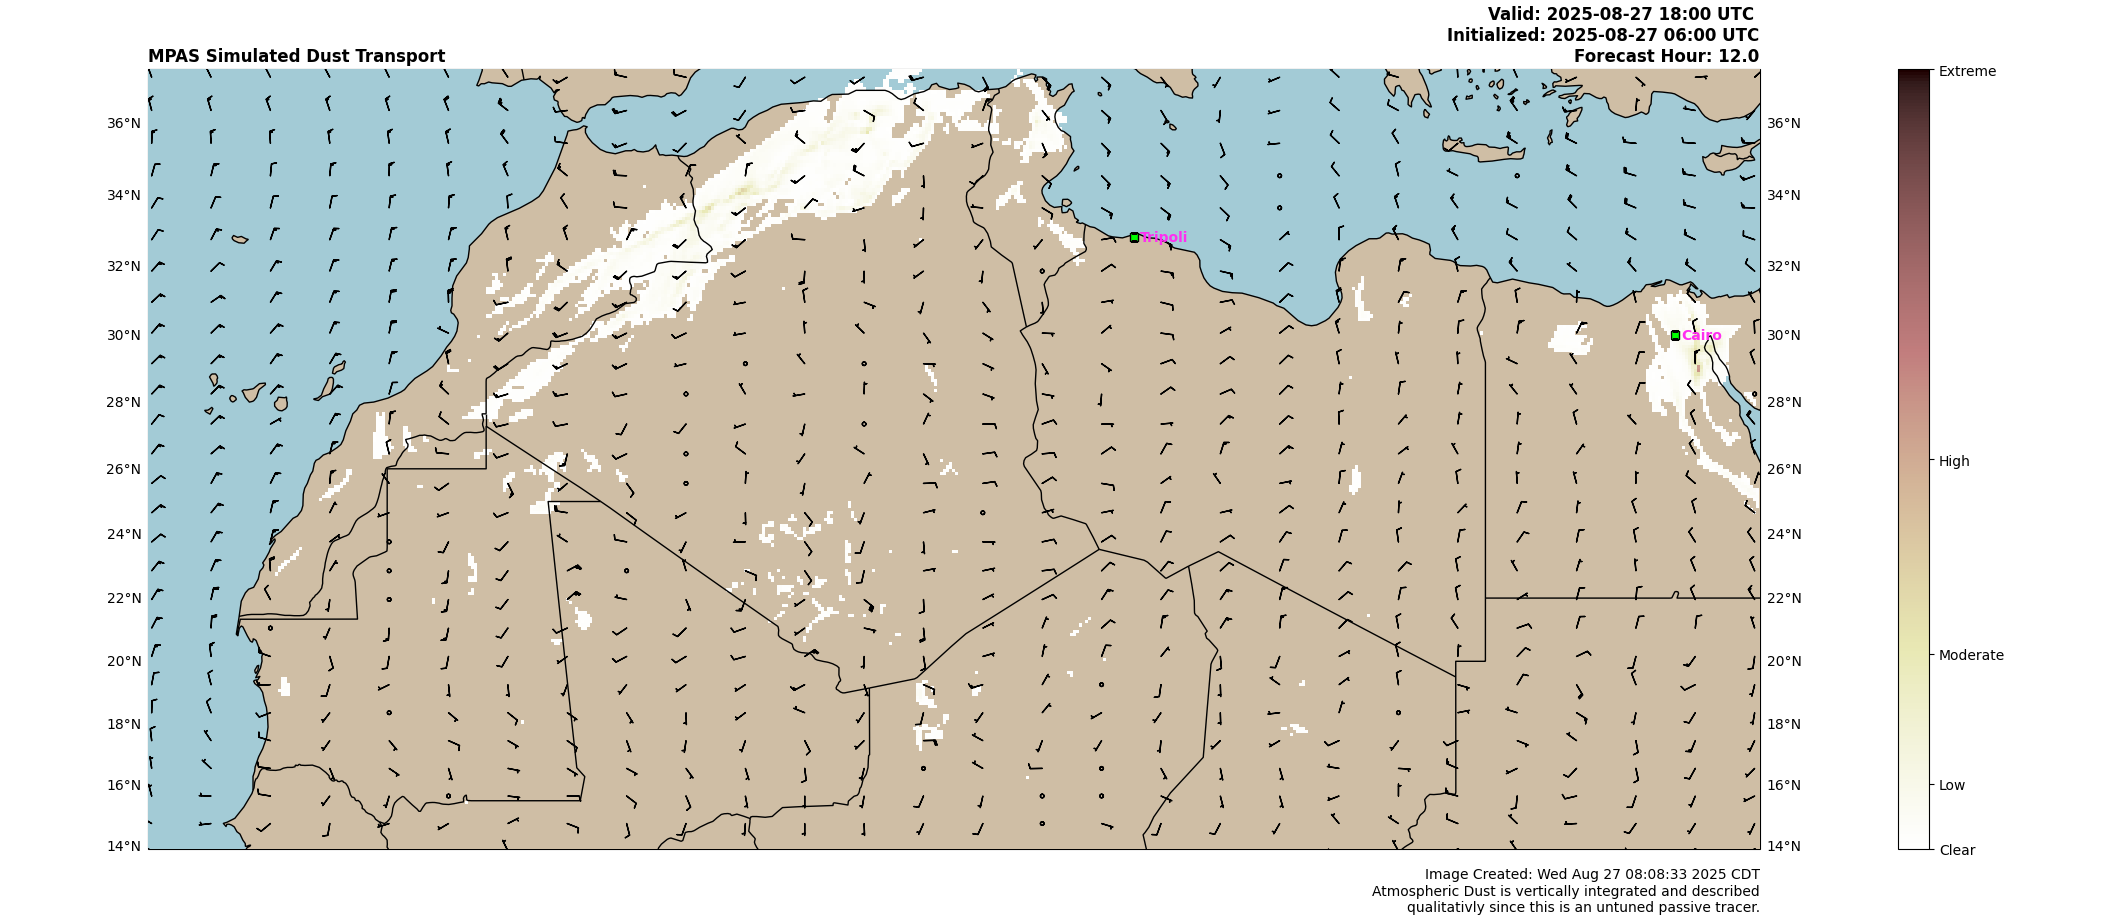 Valid: 2025-08-27 18:00 UTC
Initialized: 2025-08-27 06:00 UTC
MPAS Simulated Dust Transport
Forecast Hour: 12.0
Extreme
36°N
36°N
34°N
34°N
Tripoli
32°N
32°N
30°N
Cairo
30°N
28°N
28°N
High
26°N
26°N
24°N
24°N
22°N
22°N
Moderate
20°N
20°N
18°N
18°N
16°N
16°N
Low
14°N
14°N
Clear
Image Created: Wed Aug 27 08:08:33 2025 CDT
Atmospheric Dust is vertically integrated and described
qualitativly since this is an untuned passive tracer.